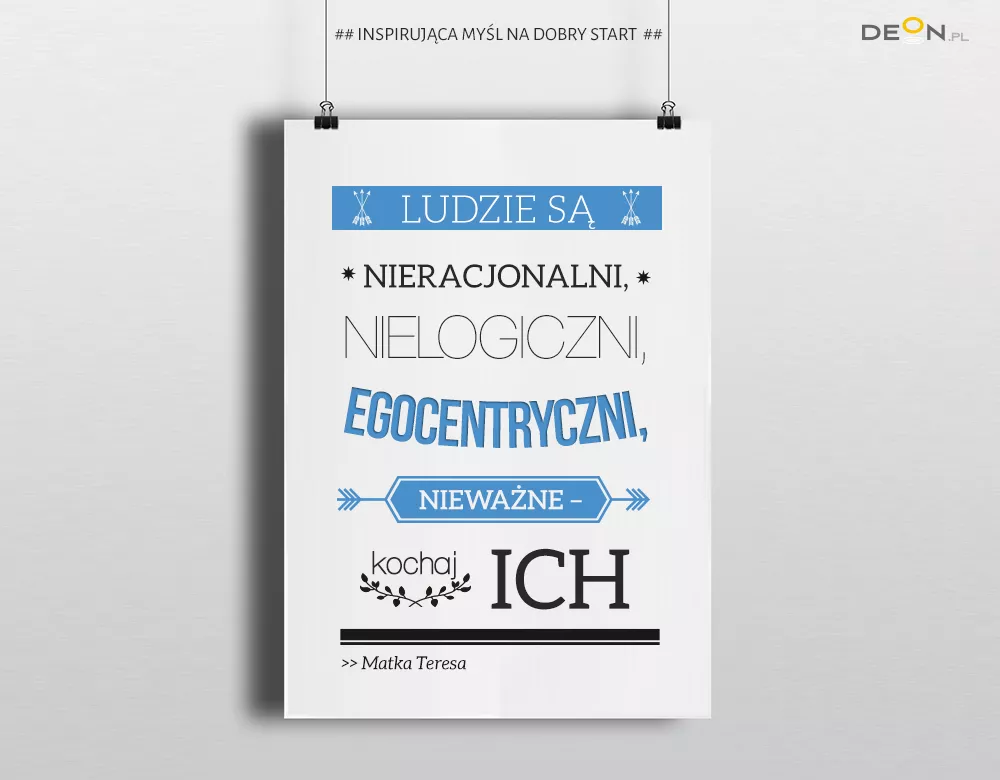 ## INSPIRUJĄCA MYŚL NA DOBRY START ##
DEON.PL
LUDZIE SĄ
* NIERACJONALNI, *
NIELOGICZNI,
EGOCENTRYCZNI,
NIEWAŻNE –
kochaj ICH
>> Matka Teresa